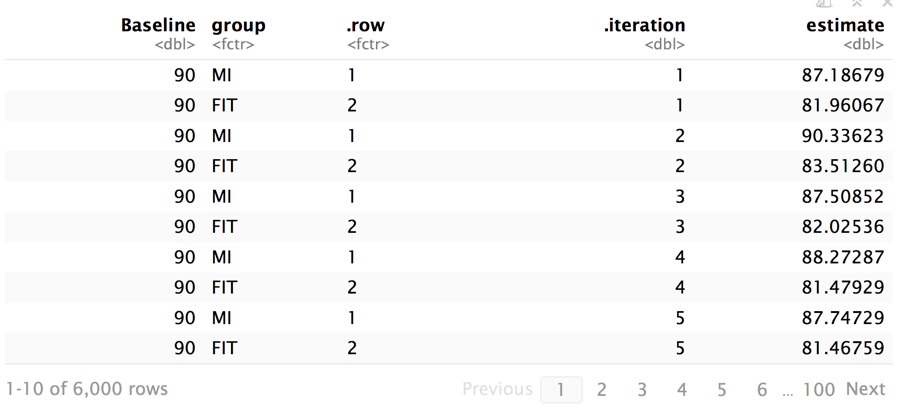 Baseline group .row .iteration estimate
<dbl> <fctr> <fctr> <dbl> <dbl>
90 MI 1 1 87.18679
90 FIT 2 1 81.96067
90 MI 1 2 90.33623
90 FIT 2 2 83.51260
90 MI 1 3 87.50852
90 FIT 2 3 82.02536
90 MI 1 4 88.27287
90 FIT 2 4 81.47929
90 MI 1 5 87.74729
90 FIT 2 5 81.46759
1-10 of 6,000 rows Previous 1 2 3 4 5 6 ... 100 Next